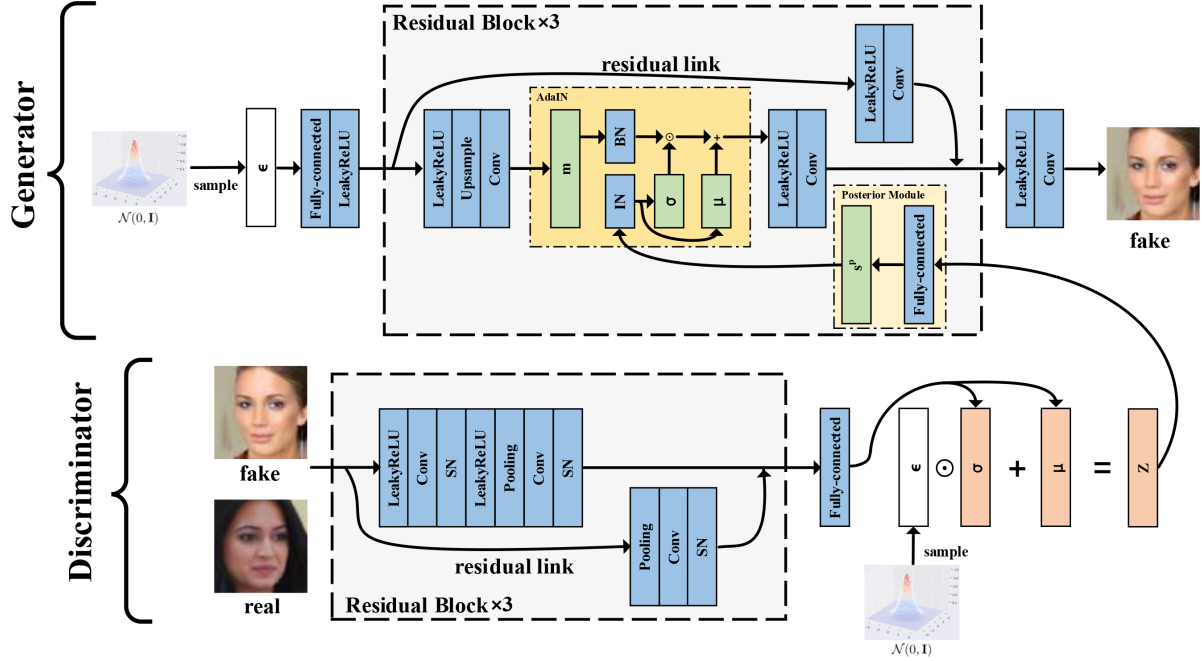 Generator
Residual Block×3
residual link
LeakyReLU
Conv
AdaIN
sample
𝒩(0, I)
ϵ
Fully-connected
LeakyReLU
LeakyReLU
Upsample
Conv
m
BN
⊙
+
IN
σ
μ
LeakyReLU
Conv
Posterior Module
s^p
Fully-connected
LeakyReLU
Conv
fake
Discriminator
fake
real
LeakyReLU
Conv
SN
LeakyReLU
Pooling
Conv
SN
residual link
Pooling
Conv
SN
Residual Block×3
Fully-connected
ϵ
⊙
σ
+
μ
=
z
sample
𝒩(0, I)